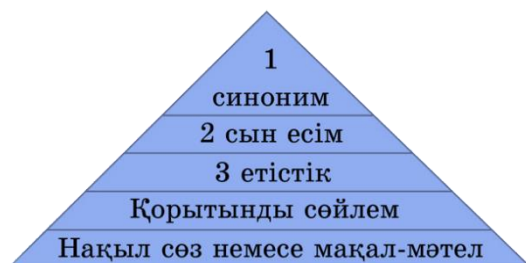 1
синоним
2 сын есім
3 етістік
Қорытынды сөйлем
Нақыл сөз немесе мақал-мәтел